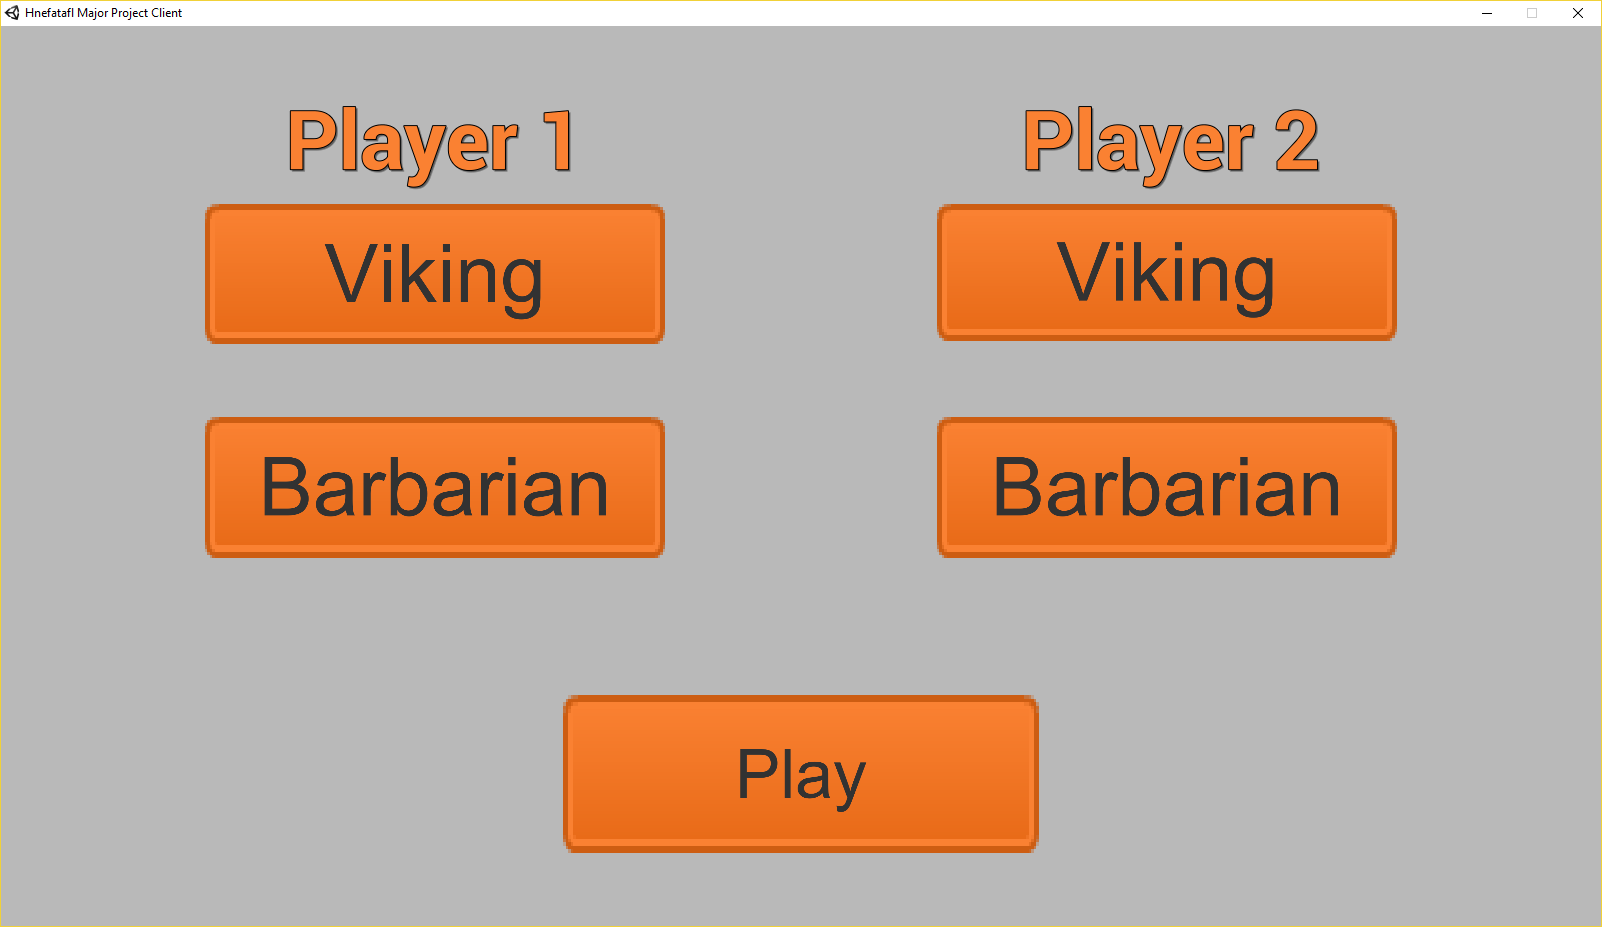 Hnefatafl Major Project Client
Player 1
Viking
Barbarian
Player 2
Viking
Barbarian
Play